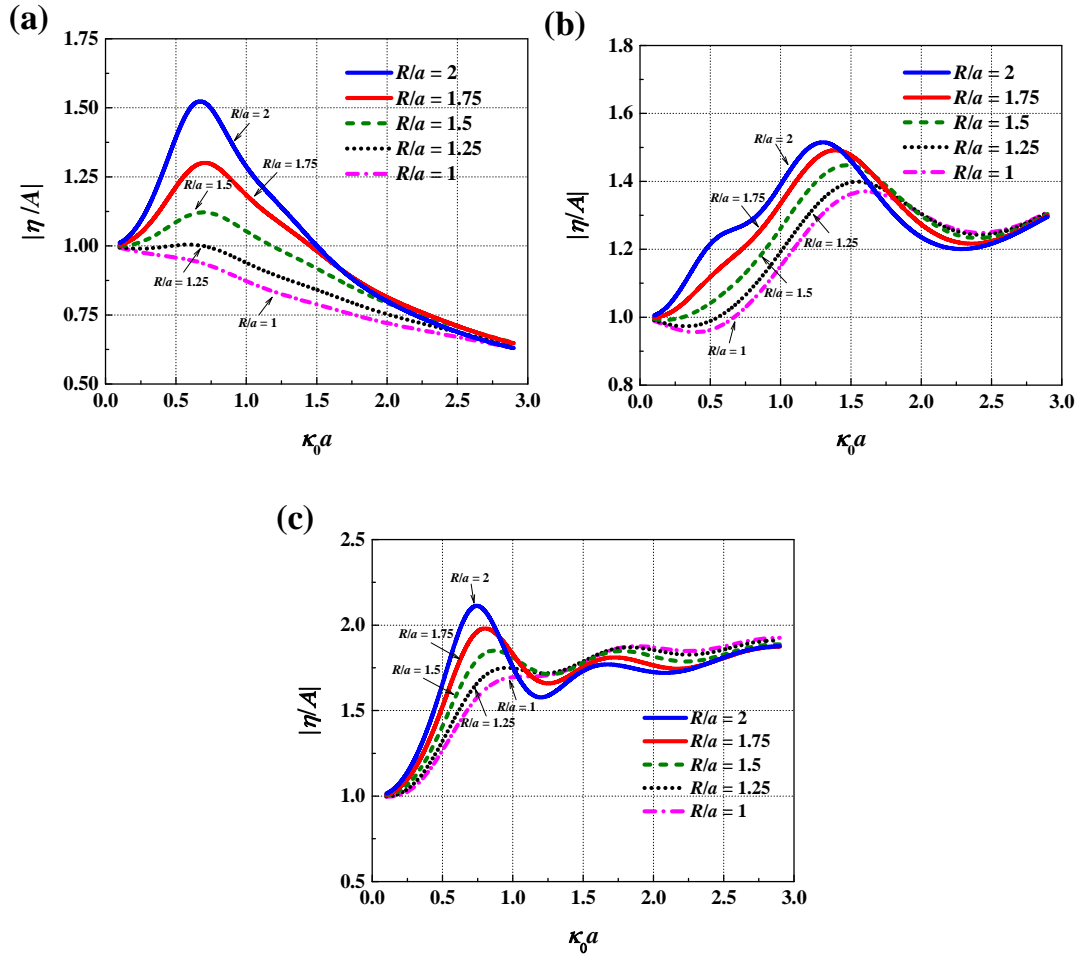 (a)
1.75
1.50
1.25
1.00
0.75
0.50
|η/A|
R/a = 2
R/a = 1.75
R/a = 1.5
R/a = 1.25
R/a = 1
R/a = 2
R/a = 1.75
R/a = 1.5
R/a = 1.25
R/a = 1
0.0 0.5 1.0 1.5 2.0 2.5 3.0
κ₀a
(b)
1.8
1.6
1.4
1.2
1.0
0.8
|η/A|
R/a = 2
R/a = 1.75
R/a = 1.5
R/a = 1.25
R/a = 1
R/a = 2
R/a = 1.75
R/a = 1.25
R/a = 1.5
R/a = 1
0.0 0.5 1.0 1.5 2.0 2.5 3.0
κ₀a
(c)
2.5
2.0
1.5
1.0
0.5
|η/A|
R/a = 2
R/a = 1.75
R/a = 1.5
R/a = 1
R/a = 1.25
R/a = 2
R/a = 1.75
R/a = 1.5
R/a = 1.25
R/a = 1
0.0 0.5 1.0 1.5 2.0 2.5 3.0
κ₀a